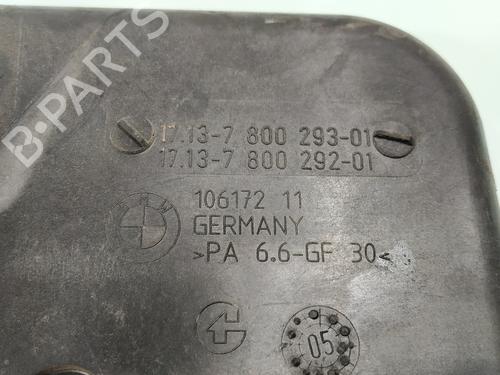 17.13-7 800 293-01
17.13-7 800 292-01
106172 11
GERMANY
>PA 6.6-GF 30<
05
B-PARTS